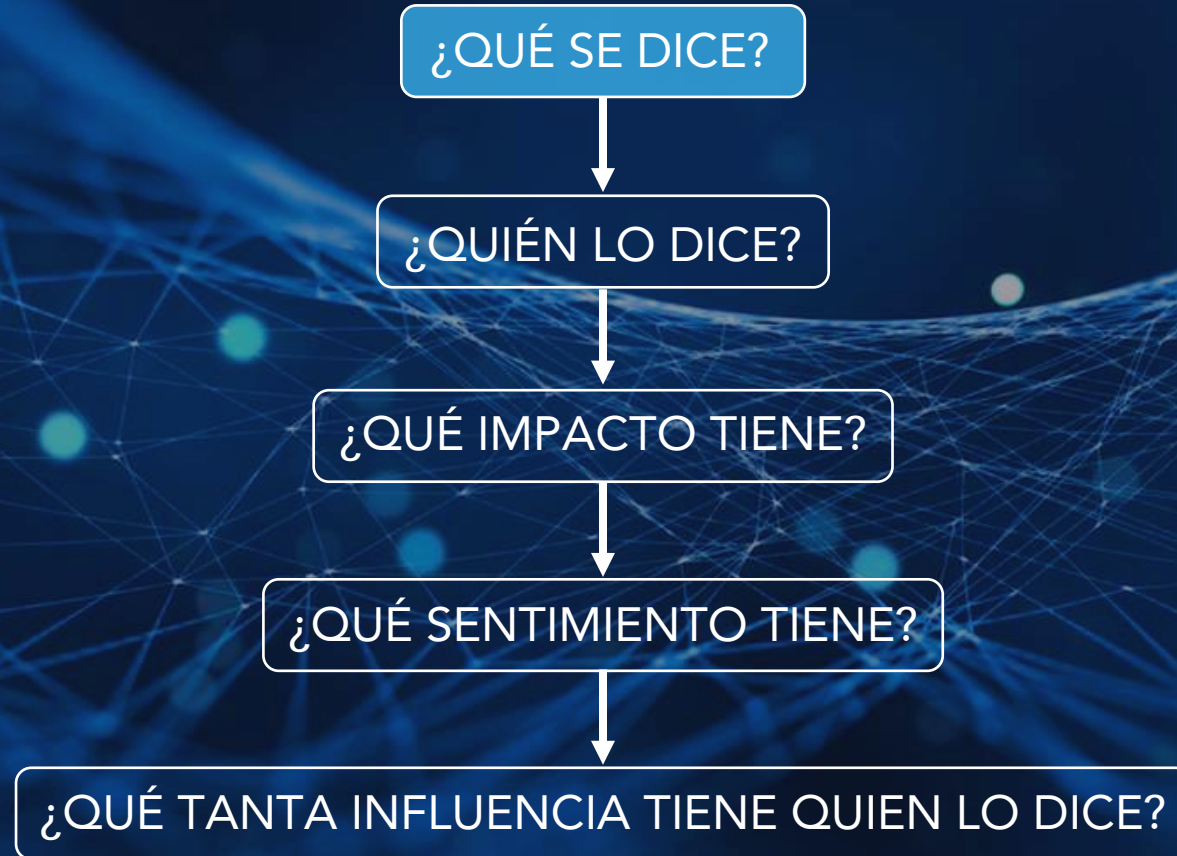 ¿QUÉ SE DICE?
¿QUIÉN LO DICE?
¿QUÉ IMPACTO TIENE?
¿QUÉ SENTIMIENTO TIENE?
¿QUÉ TANTA INFLUENCIA TIENE QUIEN LO DICE?